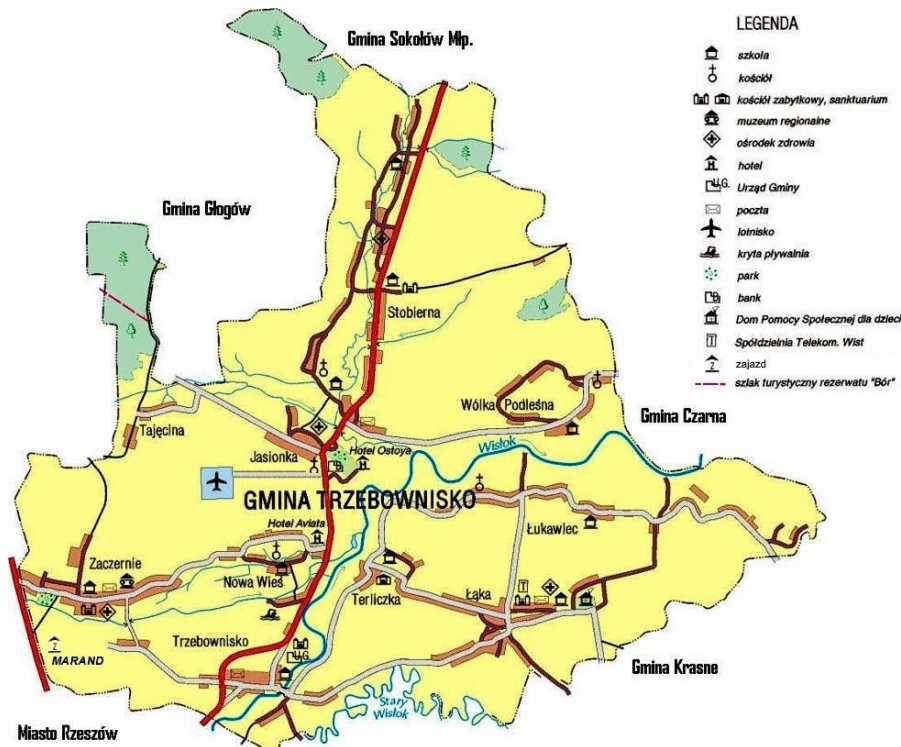 Gmina Sokołów Młp.
LEGENDA
szkoła
kościół
kościół zabytkowy, sanktuarium
muzeum regionalne
ośrodek zdrowia
H
hotel
U.G.
Urząd Gminy
poczta
lotnisko
kryta pływalnia
park
B
bank
Dom Pomocy Społecznej dla dzieci
T
Spółdzielnia Telekom. Wist
Z
zajazd
szlak turystyczny rezerwatu "Bór"
Gmina Głogów
Stobierna
Wólka Podleśna
Gmina Czarna
Tajęcina
Wisłok
Jasionka
Hotel Ostoya
B
H
GMINA TRZEBOWNISKO
Hotel Aviata
H
Łukawiec
Zaczernie
Nowa Wieś
Terliczka
Łąka
T
Trzebownisko
U.G.
Z
MARAND
Gmina Krasne
Stary
Wisłok
Miasto Rzeszów